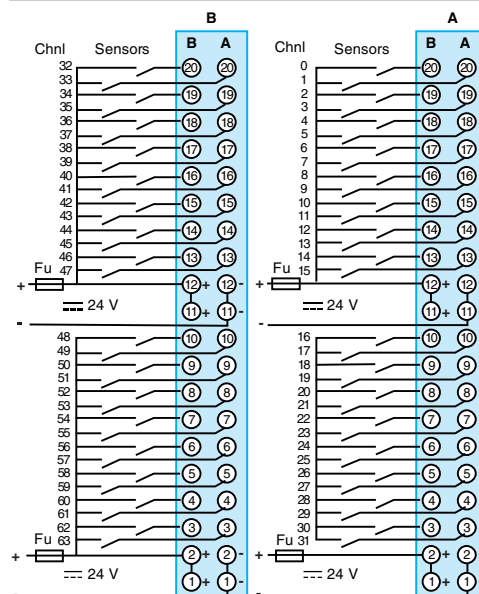 B A
Chnl Sensors B A Chnl Sensors B A
32 20 20 0 20 20
33 1
34 19 19 2 19 19
35 3
36 18 18 4 18 18
37 5
38 17 17 6 17 17
39 7
40 16 16 8 16 16
41 9
42 15 15 10 15 15
43 11
44 14 14 12 14 14
45 13
46 13 13 14 13 13
Fu 47 Fu 15
+ 12 + 12 - + 12 + 12 -
24 V 11 + 11 - 24 V 11 + 11 -
- -
48 10 10 16 10 10
49 17
50 9 9 18 9 9
51 19
52 8 8 20 8 8
53 21
54 7 7 22 7 7
55 23
56 6 6 24 6 6
57 25
58 5 5 26 5 5
59 27
60 4 4 28 4 4
61 29
62 3 3 30 3 3
Fu 63 Fu 31
+ 2 + 2 - + 2 + 2 -
24 V 1 + 1 - 24 V 1 + 1 -